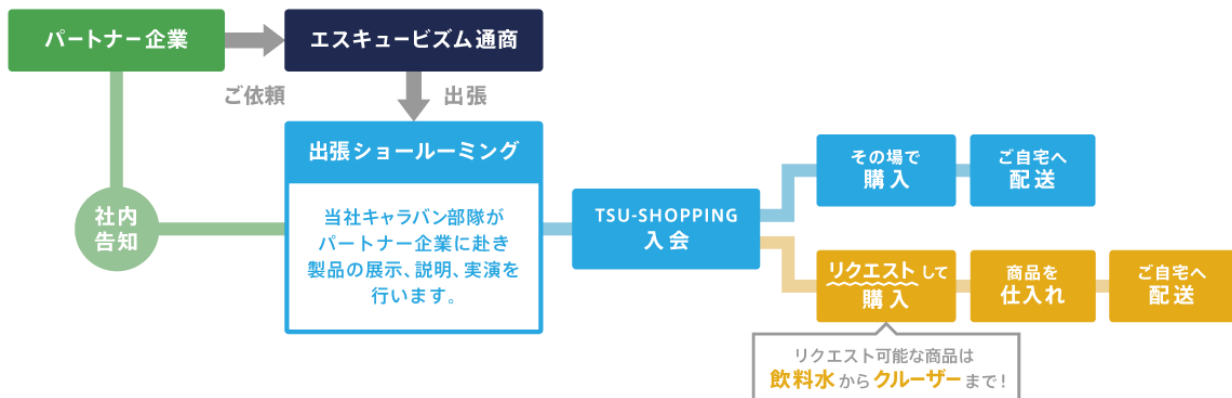 パートナー企業
エスキュービズム通商
ご依頼
出張
出張ショールーミング
当社キャラバン部隊が
パートナー企業に赴き
製品の展示、説明、実演を
行います。
社内
告知
TSU-SHOPPING
入会
その場で
購入
ご自宅へ
配送
リクエストして
購入
商品を
仕入れ
ご自宅へ
配送
リクエスト可能な商品は
飲料水からクルーザーまで！